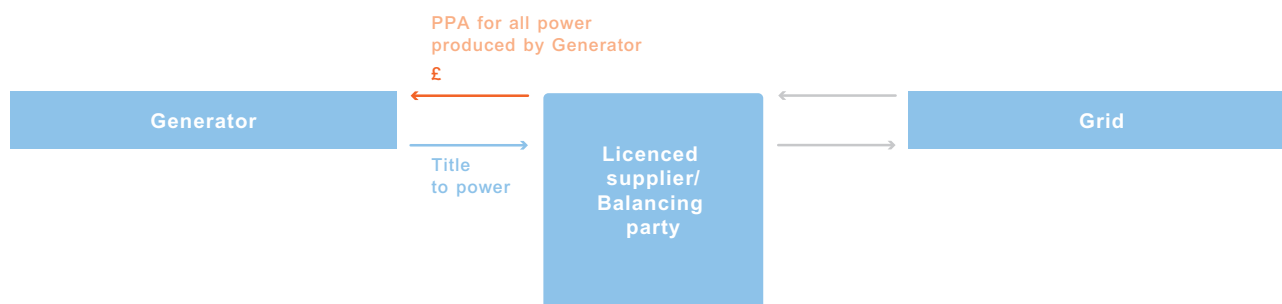 PPA for all power
produced by Generator
£
Generator
Title
to power
Licenced
supplier/
Balancing
party
Grid